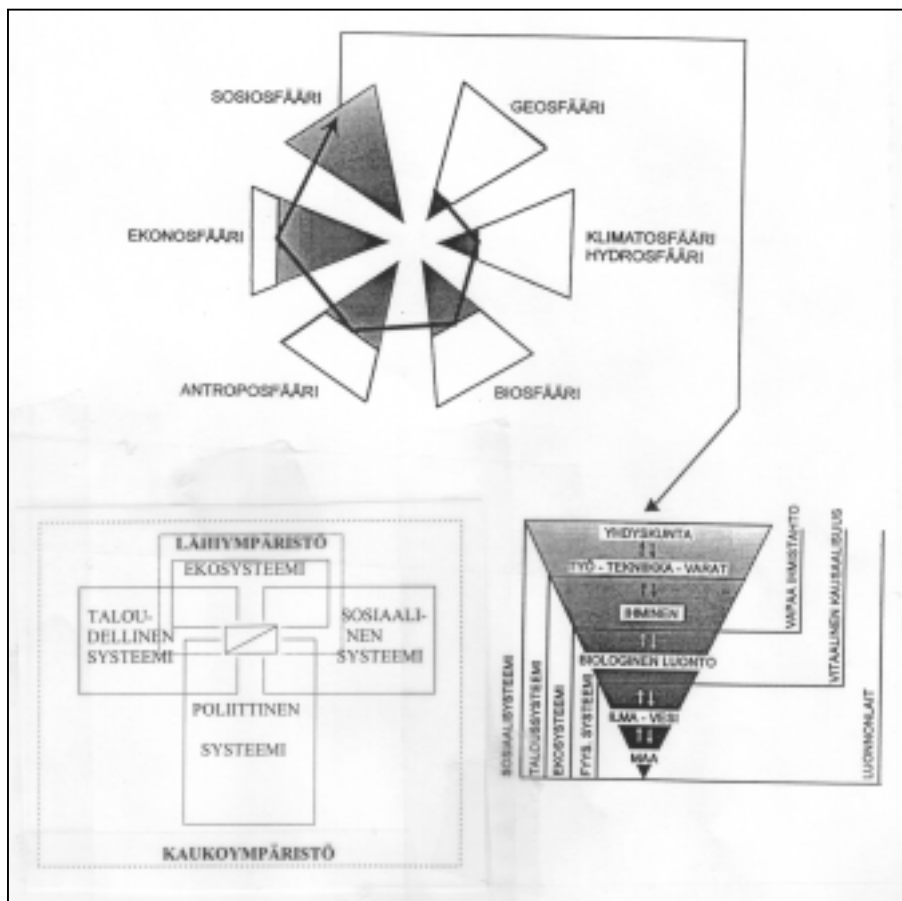 SOSIOSFÄÄRI
GEOSFÄÄRI
EKONOSFÄÄRI
KLIMATOSFÄÄRI
HYDROSFÄÄRI
ANTROPOSFÄÄRI
BIOSFÄÄRI
LÄHIYMPÄRISTÖ
EKOSYSTEEMI
TALOU-
DELLINEN
SYSTEEMI
SOSIAALI-
NEN
SYSTEEMI
POLIITTINEN
SYSTEEMI
KAUKOYMPÄRISTÖ
YHDYSKUNTA
TYÖ - TEKNIIKKA - VARAT
IHMINEN
BIOLOGINEN LUONTO
ILMA - VESI
MAA
SOSIAALISYSTEEMI
TALOUSSYSTEEMI
EKOSYSTEEMI
FYYS. SYSTEEMI
VAPAA IHMISTAHTO
VITAALINEN KAUSAALISUUS
LUONNONLAIT